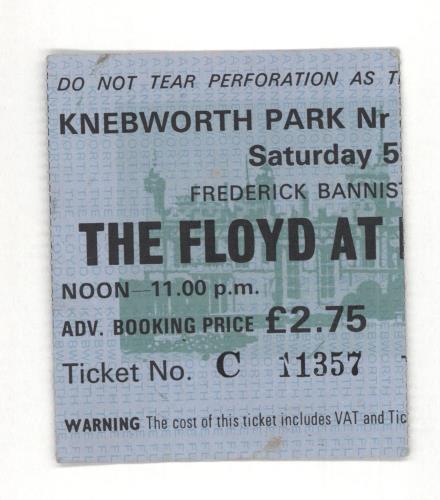 DO NOT TEAR PERFORATION AS T
KNEBWORTH PARK Nr
Saturday 5
FREDERICK BANNIST
THE FLOYD AT
NOON—11.00 p.m.
ADV. BOOKING PRICE £2.75
Ticket No. C 11357
WARNING The cost of this ticket includes VAT and Tic